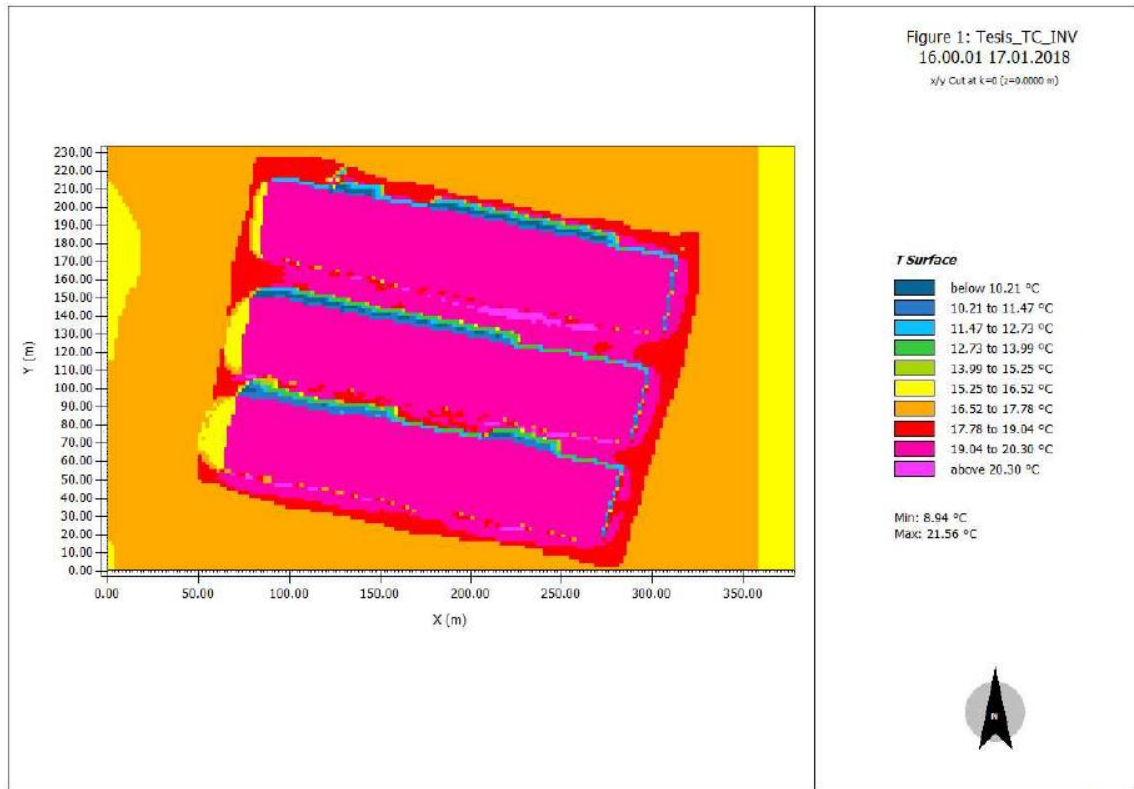 Figure 1: Tesis_TC_INV
16.00.01 17.01.2018
x/y Cut at k=0 (z=0.0000 m)
230.00
220.00
210.00
200.00
190.00
180.00
170.00
160.00
150.00
140.00
130.00
120.00
110.00
100.00
90.00
80.00
70.00
60.00
50.00
40.00
30.00
20.00
10.00
0.00
Y (m)
0.00 50.00 100.00 150.00 200.00 250.00 300.00 350.00
X (m)
T Surface
below 10.21 °C
10.21 to 11.47 °C
11.47 to 12.73 °C
12.73 to 13.99 °C
13.99 to 15.25 °C
15.25 to 16.52 °C
16.52 to 17.78 °C
17.78 to 19.04 °C
19.04 to 20.30 °C
above 20.30 °C
Min: 8.94 °C
Max: 21.56 °C
N